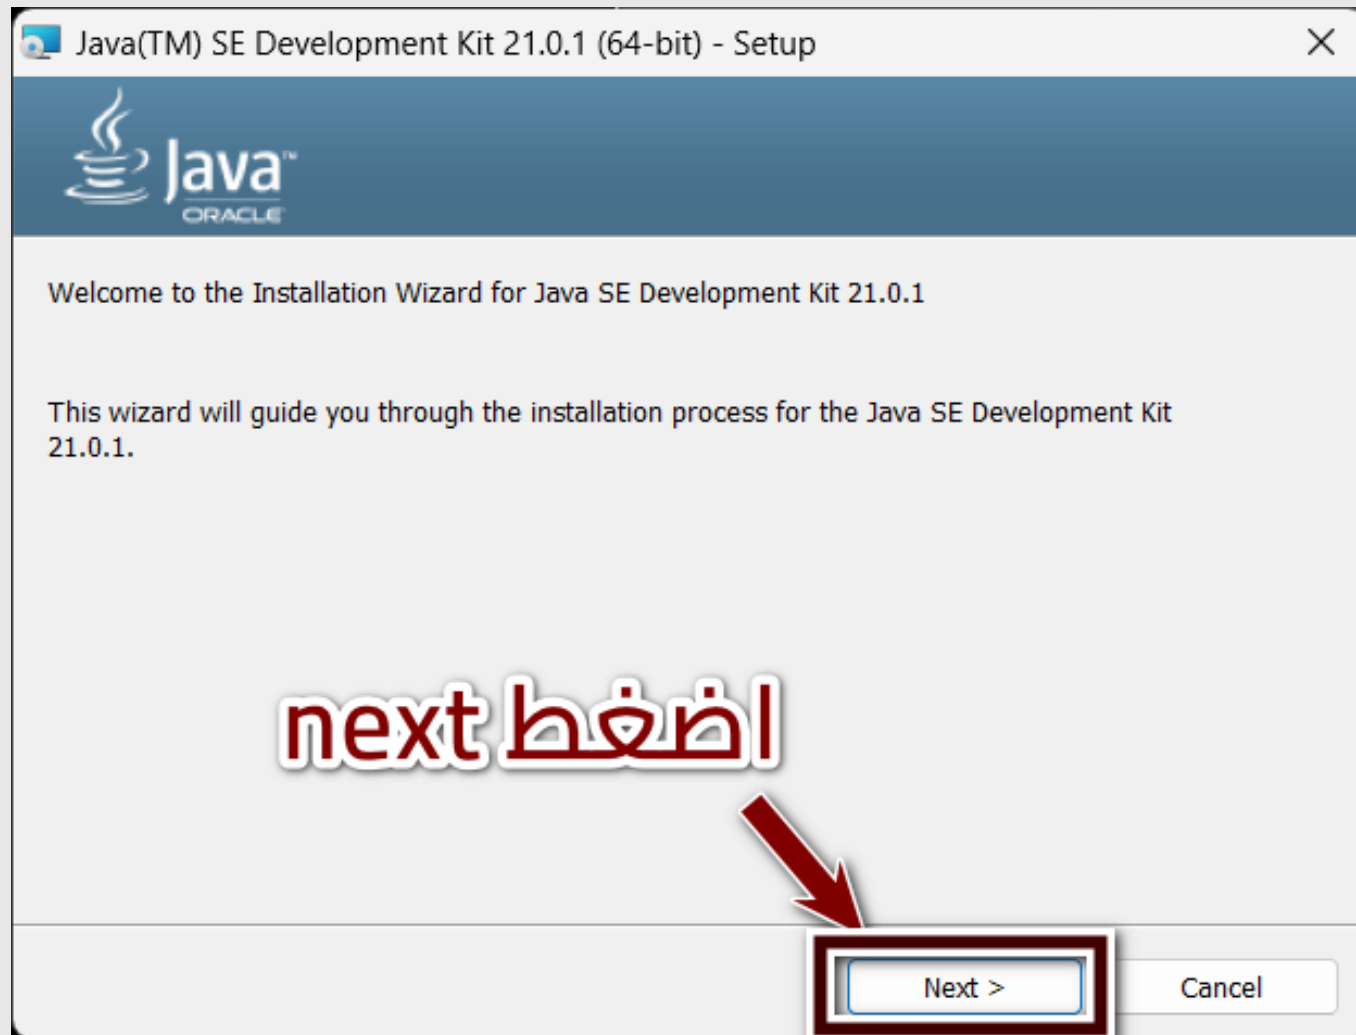 Java(TM) SE Development Kit 21.0.1 (64-bit) - Setup
Java™
ORACLE
Welcome to the Installation Wizard for Java SE Development Kit 21.0.1
This wizard will guide you through the installation process for the Java SE Development Kit
21.0.1.
اضغط next
Next >
Cancel